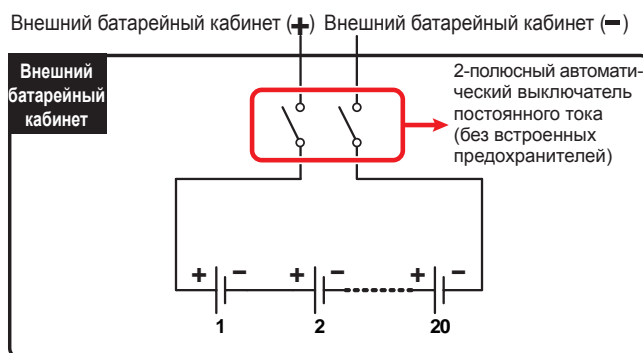 Внешний батарейный кабинет (+) Внешний батарейный кабинет (−)
Внешний
батарейный
кабинет
2-полюсный автомати-
ческий выключатель
постоянного тока
(без встроенных
предохранителей)
+ − + − + −
1 2 20